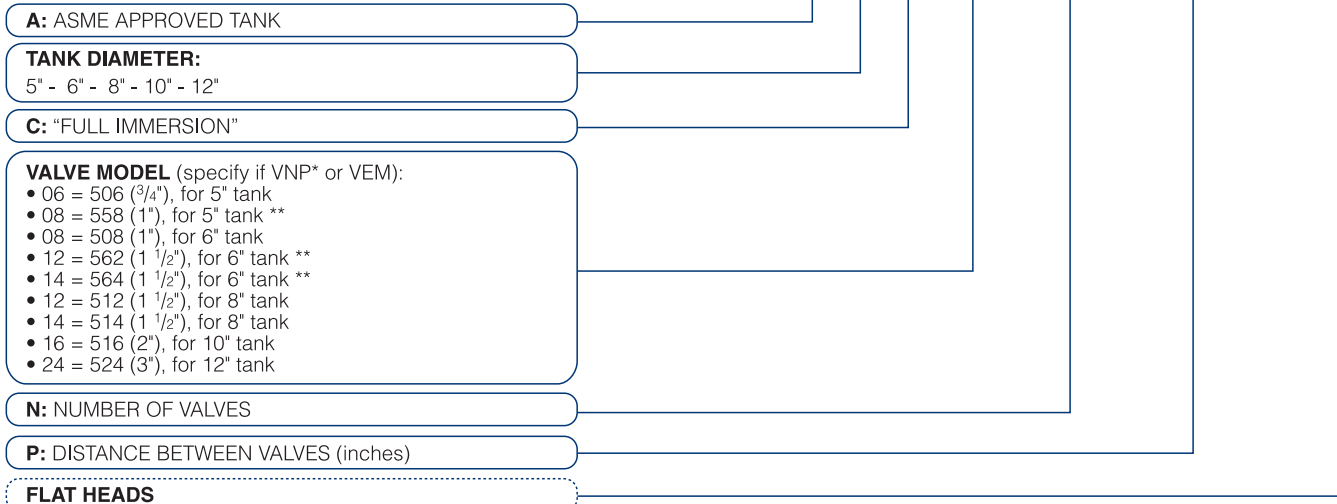 A: ASME APPROVED TANK
TANK DIAMETER:
5" - 6" - 8" - 10" - 12"
C: “FULL IMMERSION”
VALVE MODEL (specify if VNP* or VEM):
• 06 = 506 (3/4"), for 5" tank
• 08 = 558 (1"), for 5" tank **
• 08 = 508 (1"), for 6" tank
• 12 = 562 (1 1/2"), for 6" tank **
• 14 = 564 (1 1/2"), for 6" tank **
• 12 = 512 (1 1/2"), for 8" tank
• 14 = 514 (1 1/2"), for 8" tank
• 16 = 516 (2"), for 10" tank
• 24 = 524 (3"), for 12" tank
N: NUMBER OF VALVES
P: DISTANCE BETWEEN VALVES (inches)
FLAT HEADS